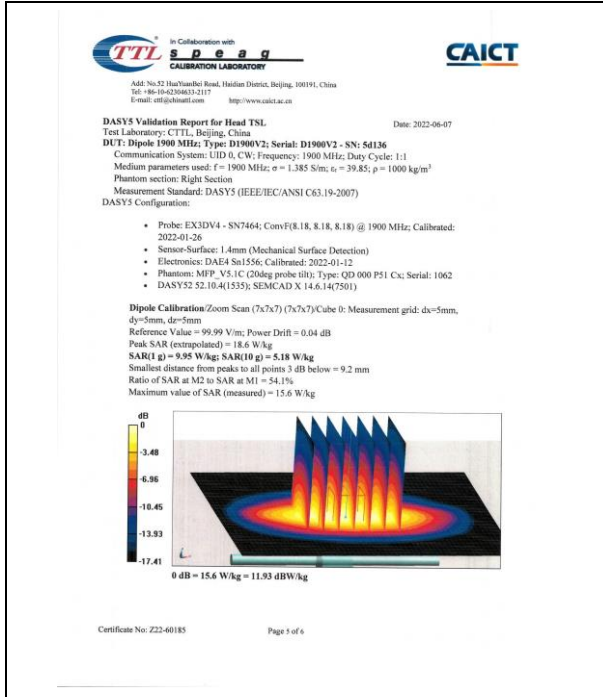 TTL
In Collaboration with
s p e a g
CALIBRATION LABORATORY
CAICT
Add: No.52 HuaYuanBei Road, Haidian District, Beijing, 100191, China
Tel: +86-10-62304633-2117
E-mail: cttl@chinattl.com http://www.caict.ac.cn
DASY5 Validation Report for Head TSL Date: 2022-06-07
Test Laboratory: CTTL, Beijing, China
DUT: Dipole 1900 MHz; Type: D1900V2; Serial: D1900V2 - SN: 5d136
Communication System: UID 0, CW; Frequency: 1900 MHz; Duty Cycle: 1:1
Medium parameters used: f = 1900 MHz; σ = 1.385 S/m; εr = 39.85; ρ = 1000 kg/m³
Phantom section: Right Section
Measurement Standard: DASY5 (IEEE/IEC/ANSI C63.19-2007)
DASY5 Configuration:
• Probe: EX3DV4 - SN7464; ConvF(8.18, 8.18, 8.18) @ 1900 MHz; Calibrated:
2022-01-26
• Sensor-Surface: 1.4mm (Mechanical Surface Detection)
• Electronics: DAE4 Sn1556; Calibrated: 2022-01-12
• Phantom: MFP_V5.1C (20deg probe tilt); Type: QD 000 P51 Cx; Serial: 1062
• DASY52 52.10.4(1535); SEMCAD X 14.6.14(7501)
Dipole Calibration/Zoom Scan (7x7x7) (7x7x7)/Cube 0: Measurement grid: dx=5mm,
dy=5mm, dz=5mm
Reference Value = 99.99 V/m; Power Drift = 0.04 dB
Peak SAR (extrapolated) = 18.6 W/kg
SAR(1 g) = 9.95 W/kg; SAR(10 g) = 5.18 W/kg
Smallest distance from peaks to all points 3 dB below = 9.2 mm
Ratio of SAR at M2 to SAR at M1 = 54.1%
Maximum value of SAR (measured) = 15.6 W/kg
dB
0
-3.48
-6.96
-10.45
-13.93
-17.41
0 dB = 15.6 W/kg = 11.93 dBW/kg
Certificate No: Z22-60185 Page 5 of 6